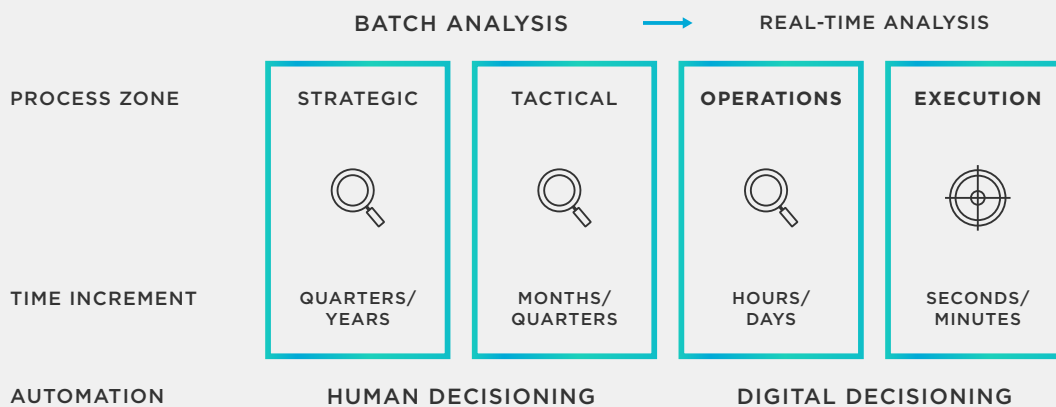 BATCH ANALYSIS REAL-TIME ANALYSIS
PROCESS ZONE STRATEGIC TACTICAL OPERATIONS EXECUTION
TIME INCREMENT
QUARTERS/
YEARS
MONTHS/
QUARTERS
HOURS/
DAYS
SECONDS/
MINUTES
AUTOMATION HUMAN DECISIONING DIGITAL DECISIONING